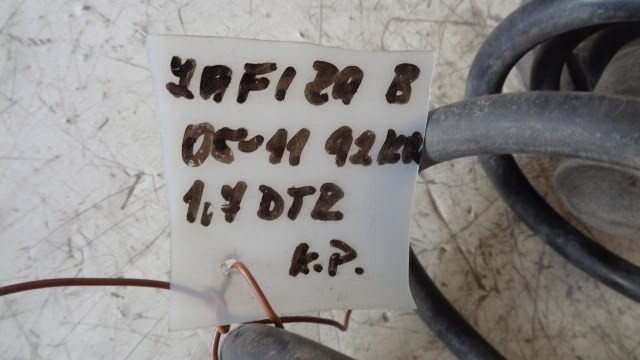 ZAFIRA B
05-11 92KW
1,7 DTR
K.P.